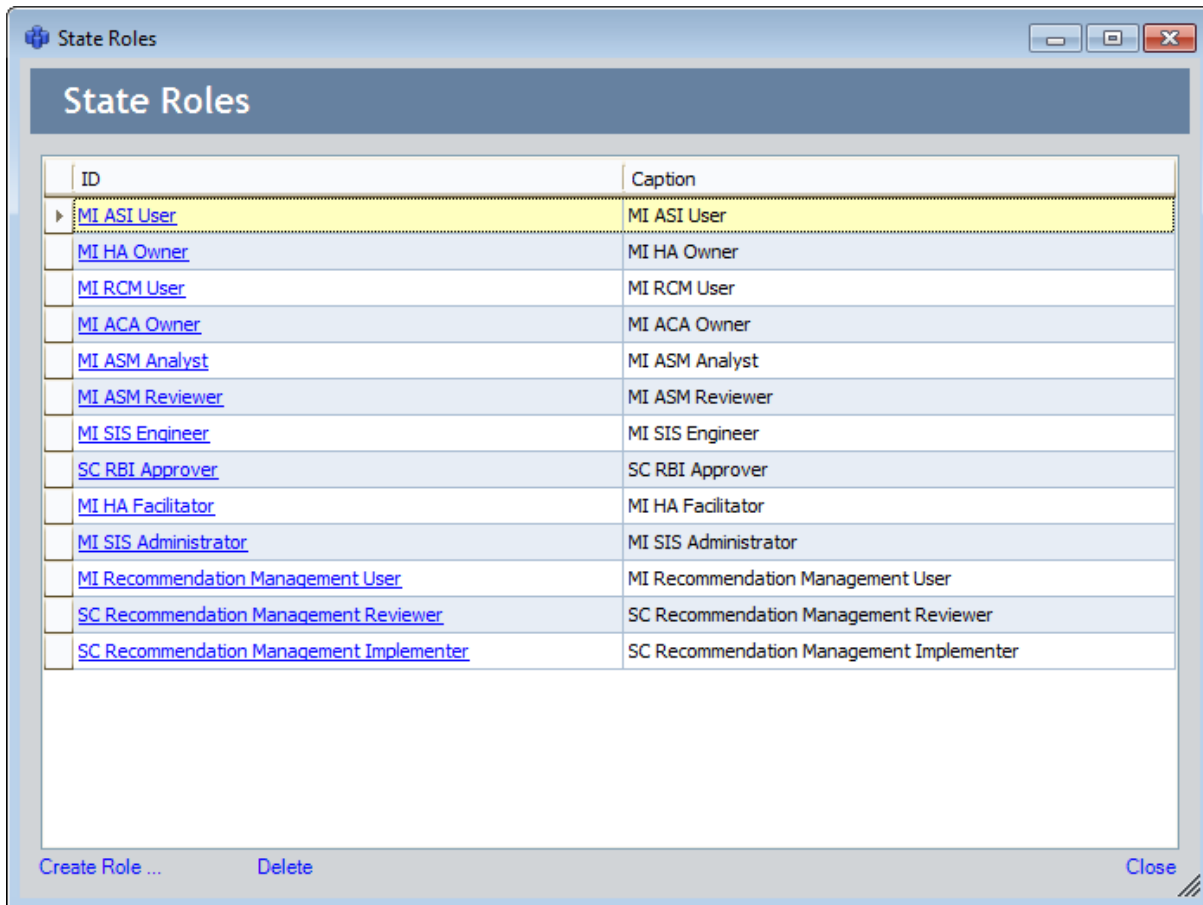 State Roles
State Roles
ID Caption
MI ASI User MI ASI User
MI HA Owner MI HA Owner
MI RCM User MI RCM User
MI ACA Owner MI ACA Owner
MI ASM Analyst MI ASM Analyst
MI ASM Reviewer MI ASM Reviewer
MI SIS Engineer MI SIS Engineer
SC RBI Approver SC RBI Approver
MI HA Facilitator MI HA Facilitator
MI SIS Administrator MI SIS Administrator
MI Recommendation Management User MI Recommendation Management User
SC Recommendation Management Reviewer SC Recommendation Management Reviewer
SC Recommendation Management Implementer SC Recommendation Management Implementer
Create Role ... Delete Close